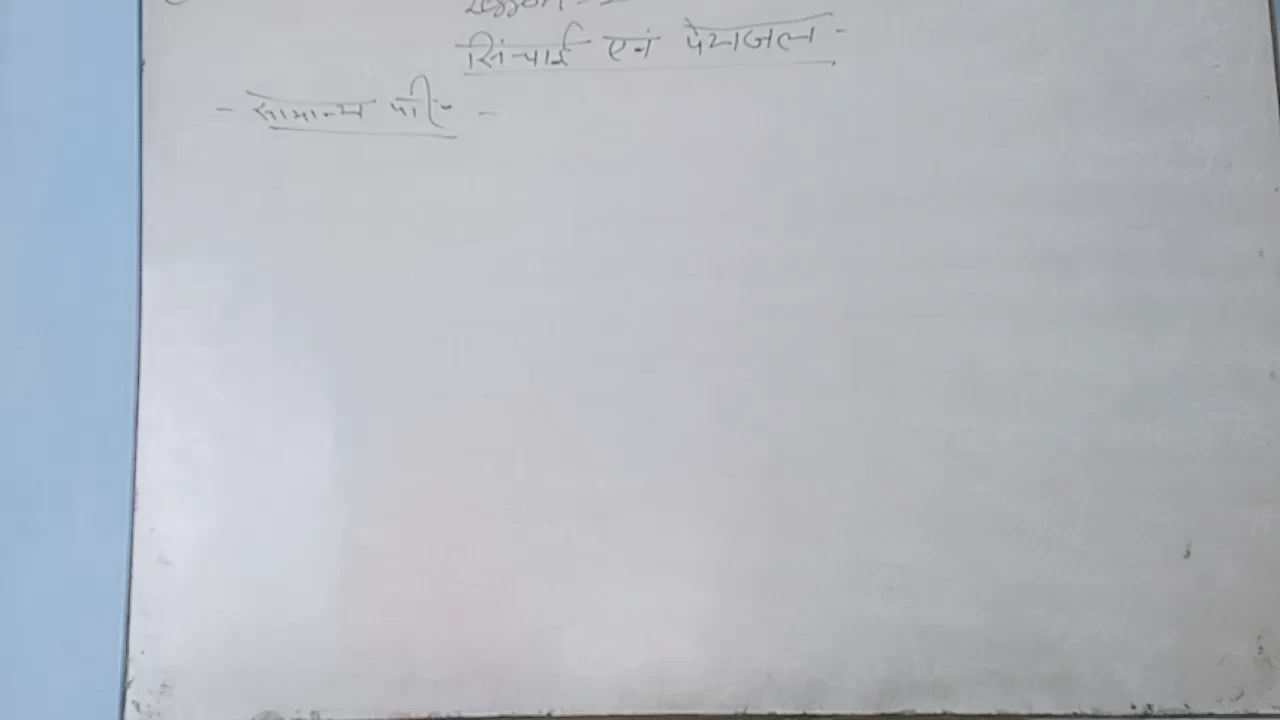 सिंचाई एवं पेयजल -
- सामान्य परि॰ -